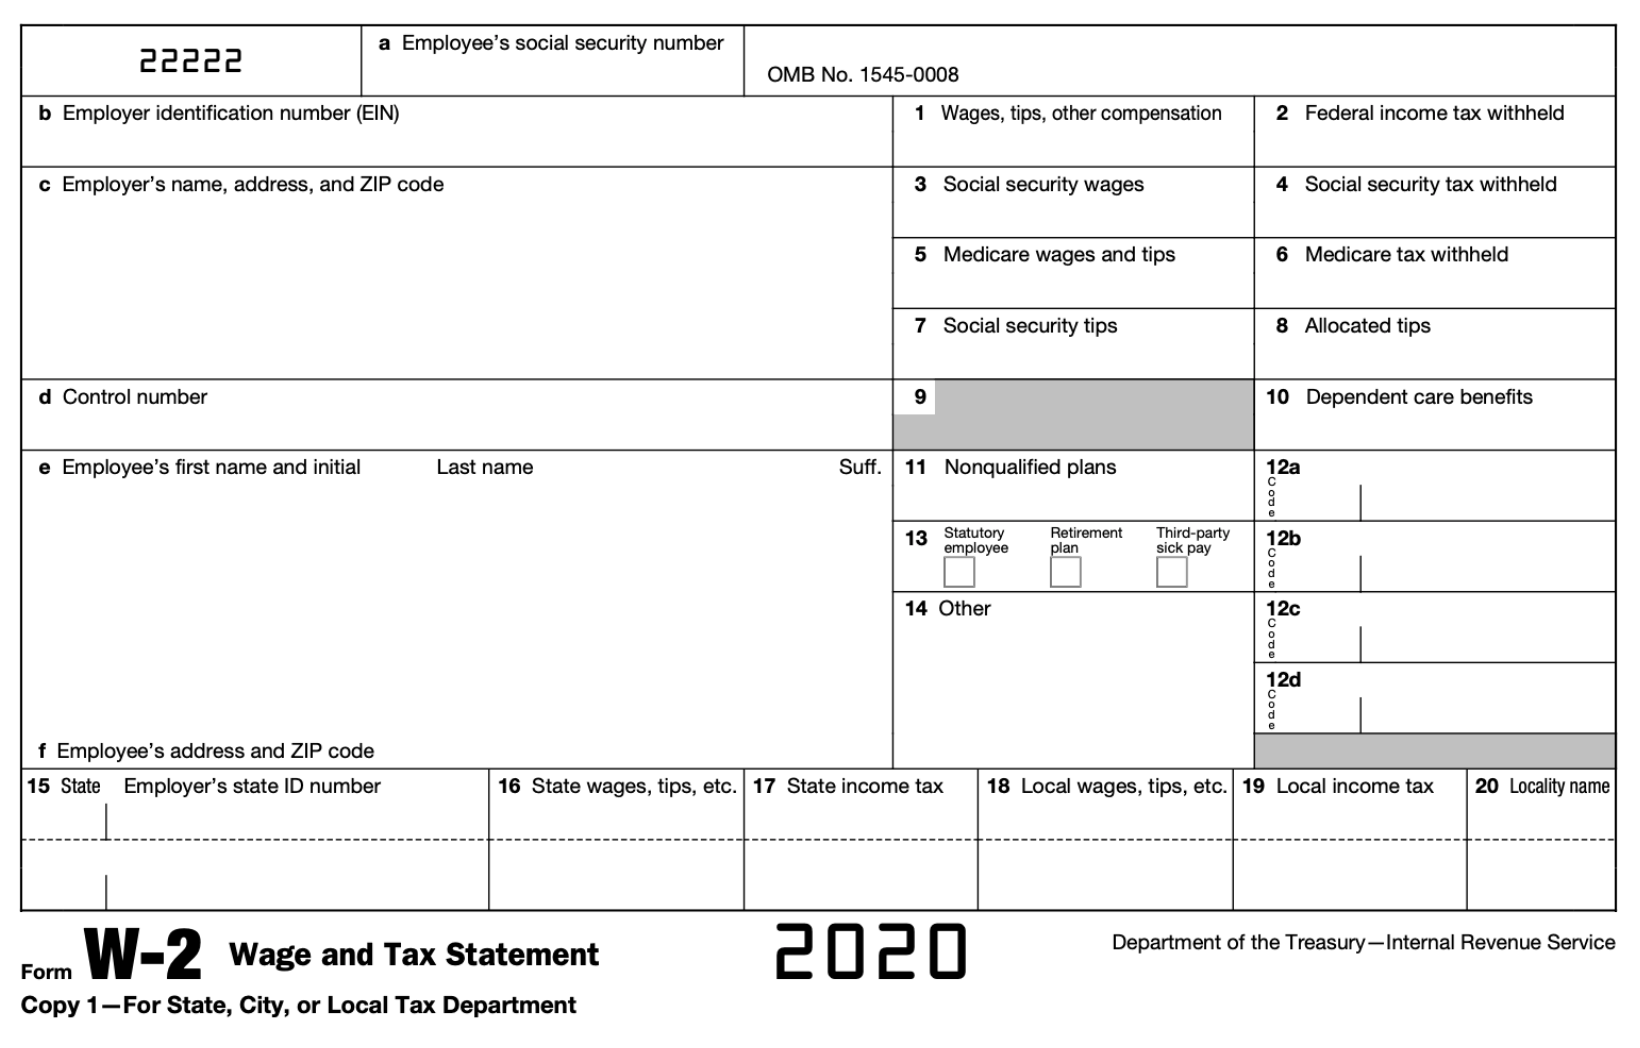 22222
a Employee's social security number
OMB No. 1545-0008
b Employer identification number (EIN)
1 Wages, tips, other compensation
2 Federal income tax withheld
c Employer's name, address, and ZIP code
3 Social security wages
4 Social security tax withheld
5 Medicare wages and tips
6 Medicare tax withheld
7 Social security tips
8 Allocated tips
d Control number
9
10 Dependent care benefits
e Employee's first name and initial
Last name
Suff.
11 Nonqualified plans
12a
Code
13
Statutory
employee
Retirement
plan
Third-party
sick pay
12b
Code
14 Other
12c
Code
12d
Code
f Employee's address and ZIP code
15 State
Employer's state ID number
16 State wages, tips, etc.
17 State income tax
18 Local wages, tips, etc.
19 Local income tax
20 Locality name
Form W-2 Wage and Tax Statement
2020
Department of the Treasury—Internal Revenue Service
Copy 1—For State, City, or Local Tax Department